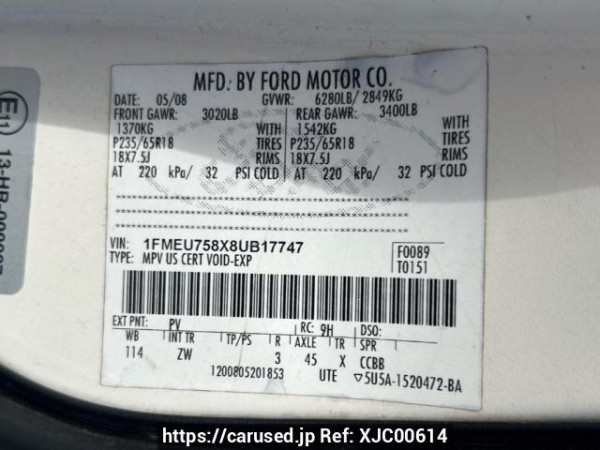 MFD. BY FORD MOTOR CO.
DATE: 05/08 GVWR: 6280LB/ 2849KG
FRONT GAWR: 3020LB REAR GAWR: 3400LB
1370KG WITH 1542KG WITH
P235/65R18 TIRES P235/65R18 TIRES
18X7.5J RIMS 18X7.5J RIMS
AT 220 kPa/ 32 PSI COLD AT 220 kPa/ 32 PSI COLD
VIN: 1FMEU758X8UB17747
TYPE: MPV US CERT VOID-EXP
F0089
T0151
EXT PNT: PV RC: 9H DSO:
WB INT TR TP/PS R AXLE TR SPR
114 ZW 3 45 X CCBB
1200805201853 UTE ▽5U5A-1520472-BA
E11
https://carused.jp Ref: XJC00614